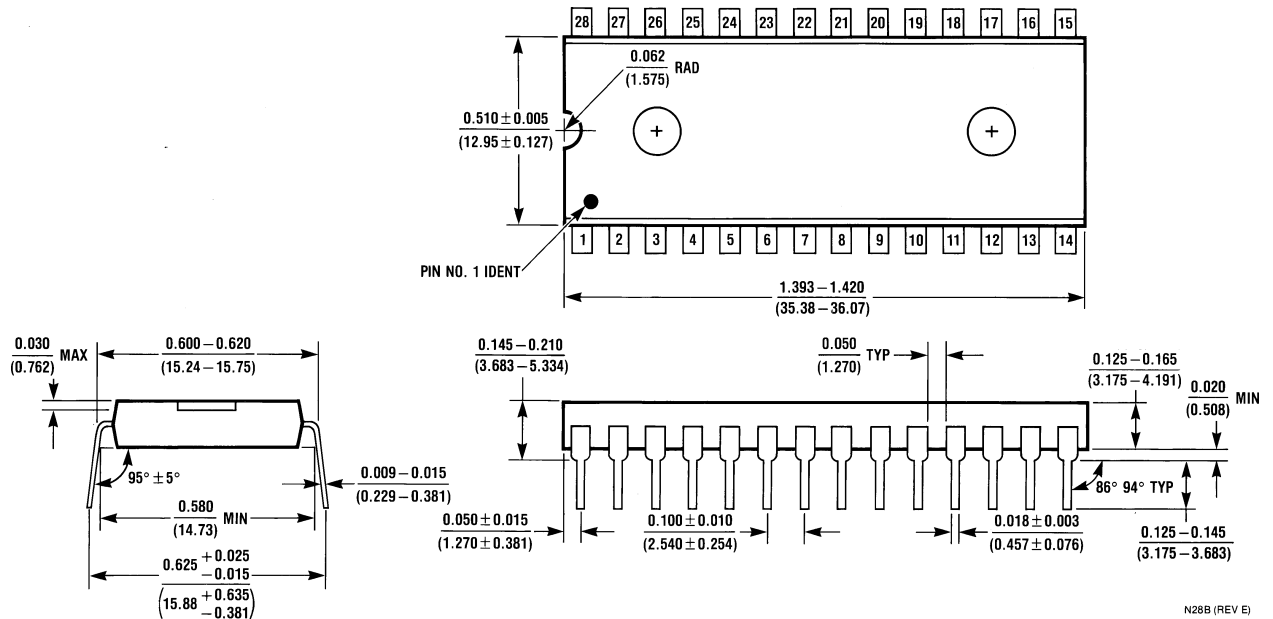 28 27 26 25 24 23 22 21 20 19 18 17 16 15
0.062
(1.575)
RAD
0.510 ± 0.005
(12.95 ± 0.127)
PIN NO. 1 IDENT
1 2 3 4 5 6 7 8 9 10 11 12 13 14
1.393 – 1.420
(35.38 – 36.07)
0.030
(0.762)
MAX
0.600 – 0.620
(15.24 – 15.75)
95° ± 5°
0.009 – 0.015
(0.229 – 0.381)
0.580
(14.73)
MIN
0.625 +0.025
−0.015
(15.88 +0.635
−0.381)
0.145 – 0.210
(3.683 – 5.334)
0.050
(1.270)
TYP
0.125 – 0.165
(3.175 – 4.191)
0.020
(0.508)
MIN
86° 94° TYP
0.050 ± 0.015
(1.270 ± 0.381)
0.100 ± 0.010
(2.540 ± 0.254)
0.018 ± 0.003
(0.457 ± 0.076)
0.125 – 0.145
(3.175 – 3.683)
N28B (REV E)